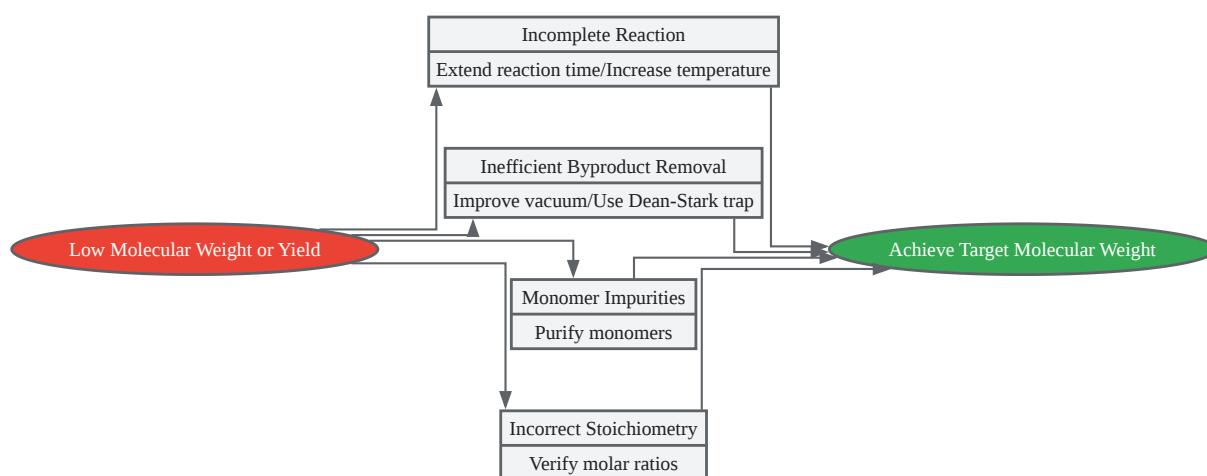 Incomplete Reaction
Extend reaction time/Increase temperature
Inefficient Byproduct Removal
Improve vacuum/Use Dean-Stark trap
Low Molecular Weight or Yield
Achieve Target Molecular Weight
Monomer Impurities
Purify monomers
Incorrect Stoichiometry
Verify molar ratios